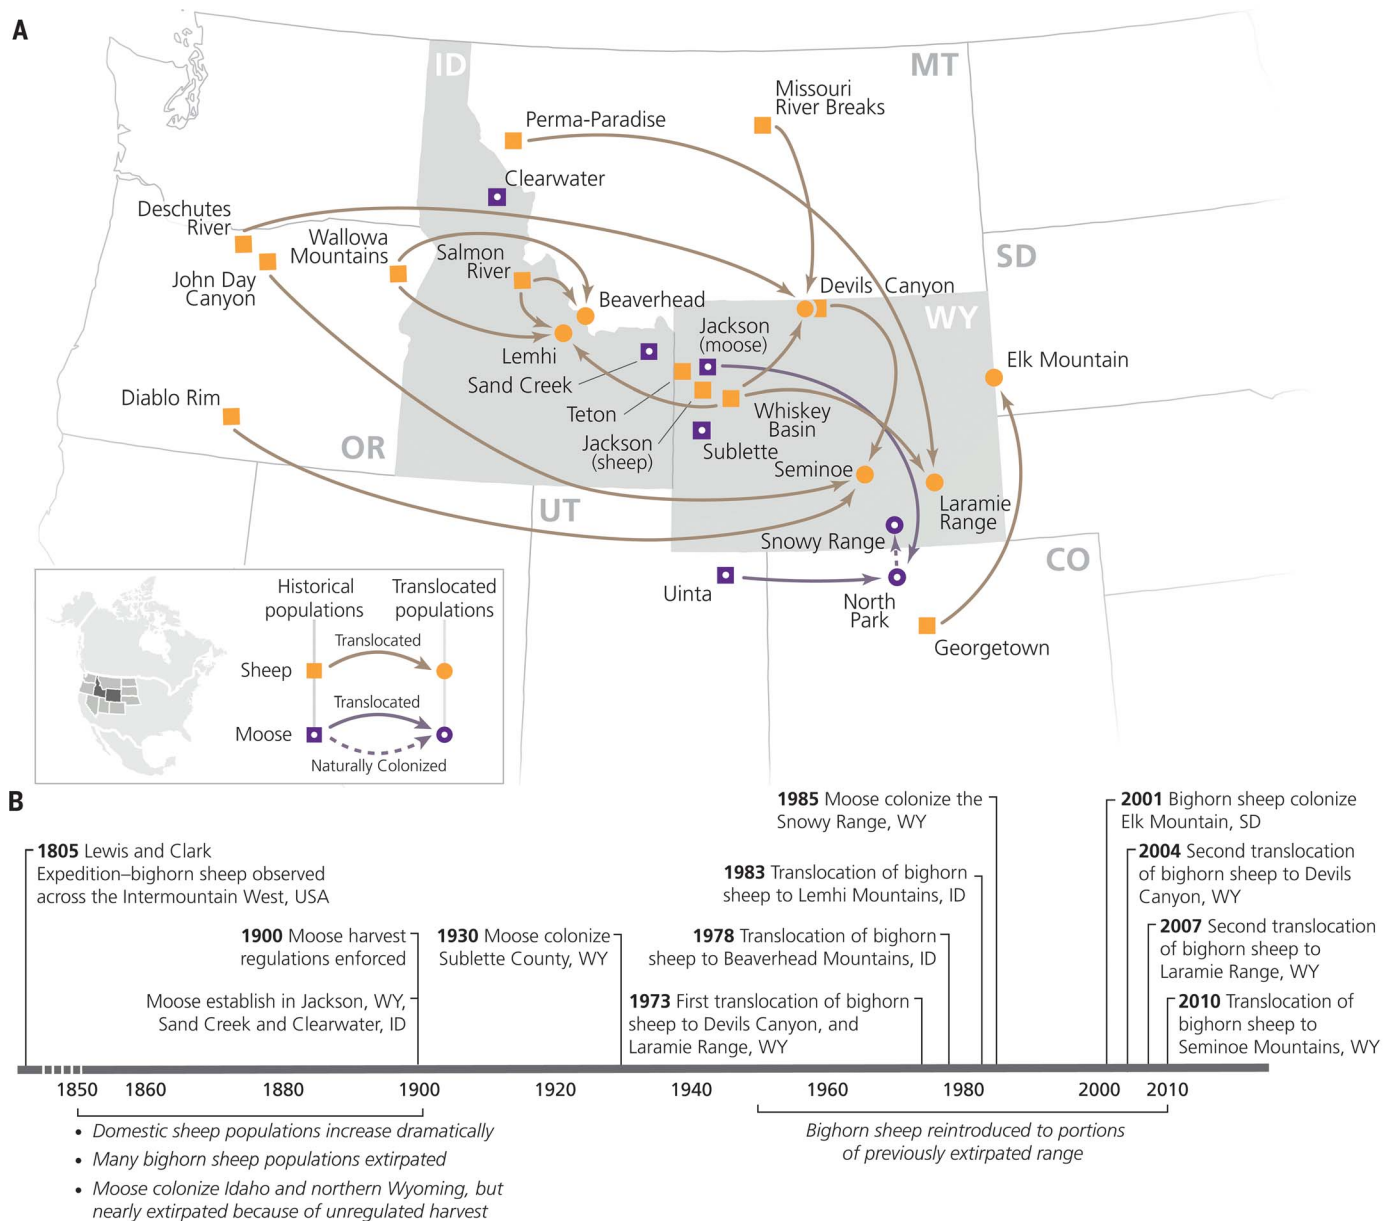 A
ID
MT
Missouri
River Breaks
Perma-Paradise
Clearwater
Deschutes
River
Wallowa
Mountains
Salmon
River
SD
John Day
Canyon
Devils Canyon
Beaverhead
WY
Jackson
(moose)
Lemhi
Elk Mountain
Sand Creek
Diablo Rim
Teton
Whiskey
Basin
OR
Jackson
(sheep)
Sublette
Seminoe
UT
Laramie
Range
Snowy Range
CO
Uinta
North
Park
Georgetown
Historical
populations
Translocated
populations
Translocated
Sheep
Translocated
Moose
Naturally Colonized
B
1985 Moose colonize the
Snowy Range, WY
2001 Bighorn sheep colonize
Elk Mountain, SD
1805 Lewis and Clark
Expedition–bighorn sheep observed
across the Intermountain West, USA
2004 Second translocation
of bighorn sheep to Devils
Canyon, WY
1983 Translocation of bighorn
sheep to Lemhi Mountains, ID
1900 Moose harvest
regulations enforced
1930 Moose colonize
Sublette County, WY
1978 Translocation of bighorn
sheep to Beaverhead Mountains, ID
2007 Second translocation
of bighorn sheep to
Laramie Range, WY
Moose establish in Jackson, WY,
Sand Creek and Clearwater, ID
1973 First translocation of bighorn
sheep to Devils Canyon, and
Laramie Range, WY
2010 Translocation of
bighorn sheep to
Seminoe Mountains, WY
1850 1860 1880 1900 1920 1940 1960 1980 2000 2010
• Domestic sheep populations increase dramatically
• Many bighorn sheep populations extirpated
• Moose colonize Idaho and northern Wyoming, but
nearly extirpated because of unregulated harvest
Bighorn sheep reintroduced to portions
of previously extirpated range